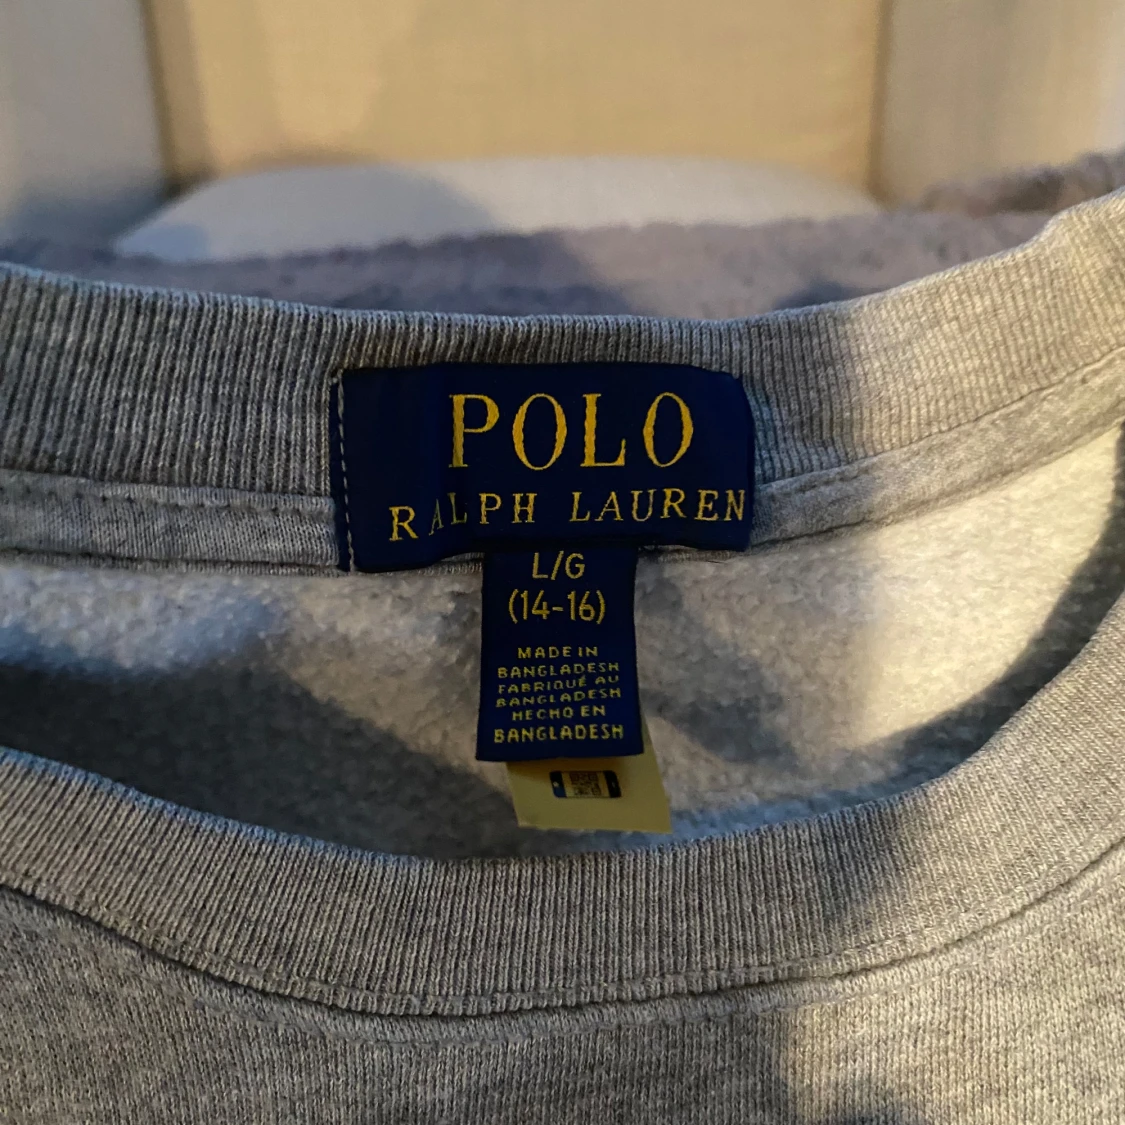 POLO
RALPH LAUREN
L/G
(14-16)
MADE IN
BANGLADESH
FABRIQUÉ AU
BANGLADESH
HECHO EN
BANGLADESH